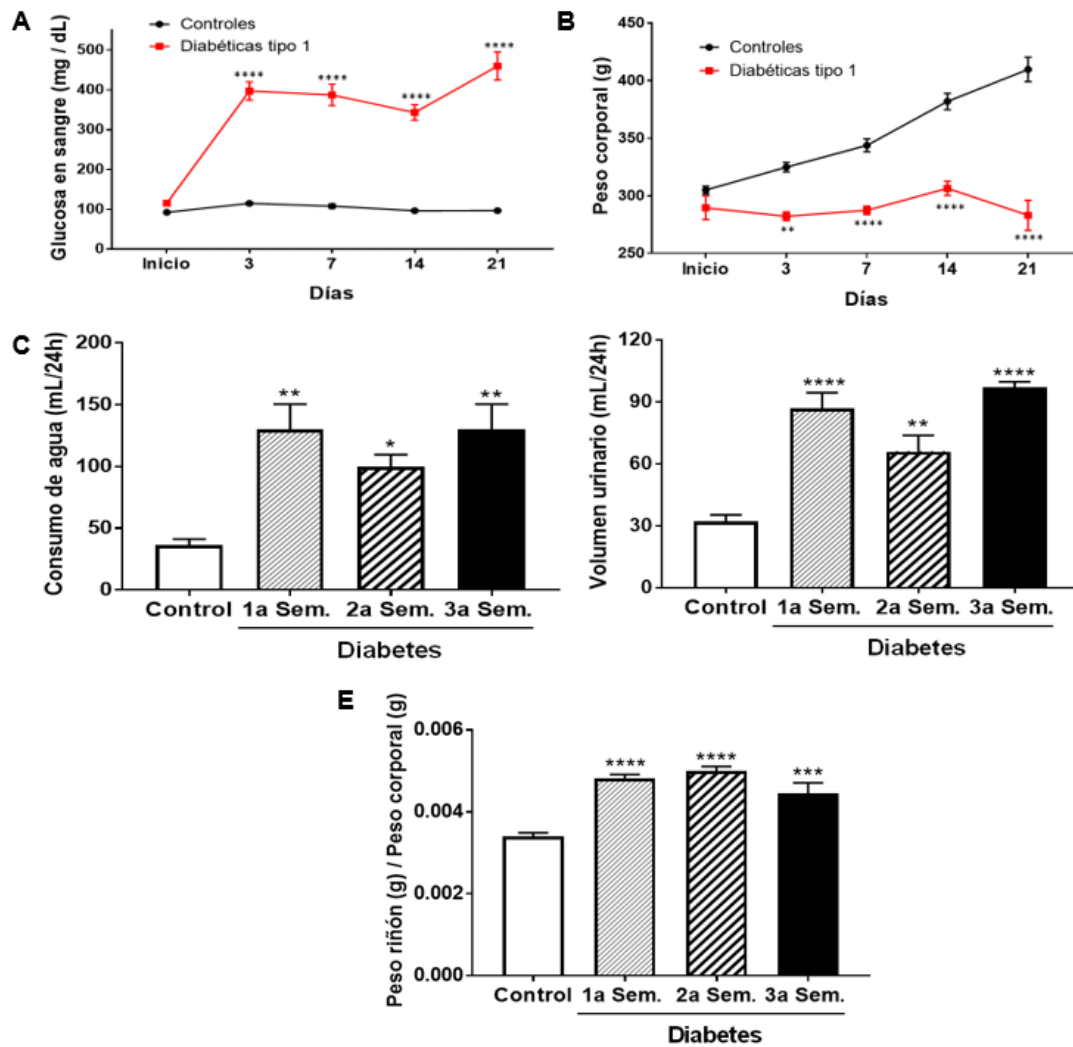 A
Controles
Diabéticas tipo 1
Glucosa en sangre (mg / dL)
500
400
300
200
100
0
****
****
****
****
Inicio 3 7 14 21
Días
B
Controles
Diabéticas tipo 1
Peso corporal (g)
450
400
350
300
250
**
****
****
****
Inicio 3 7 14 21
Días
C
Consumo de agua (mL/24h)
200
150
100
50
0
**
*
**
Control 1a Sem. 2a Sem. 3a Sem.
Diabetes
Volumen urinario (mL/24h)
120
90
60
30
0
****
**
****
Control 1a Sem. 2a Sem. 3a Sem.
Diabetes
E
Peso riñón (g) / Peso corporal (g)
0.006
0.004
0.002
0.000
****
****
***
Control 1a Sem. 2a Sem. 3a Sem.
Diabetes